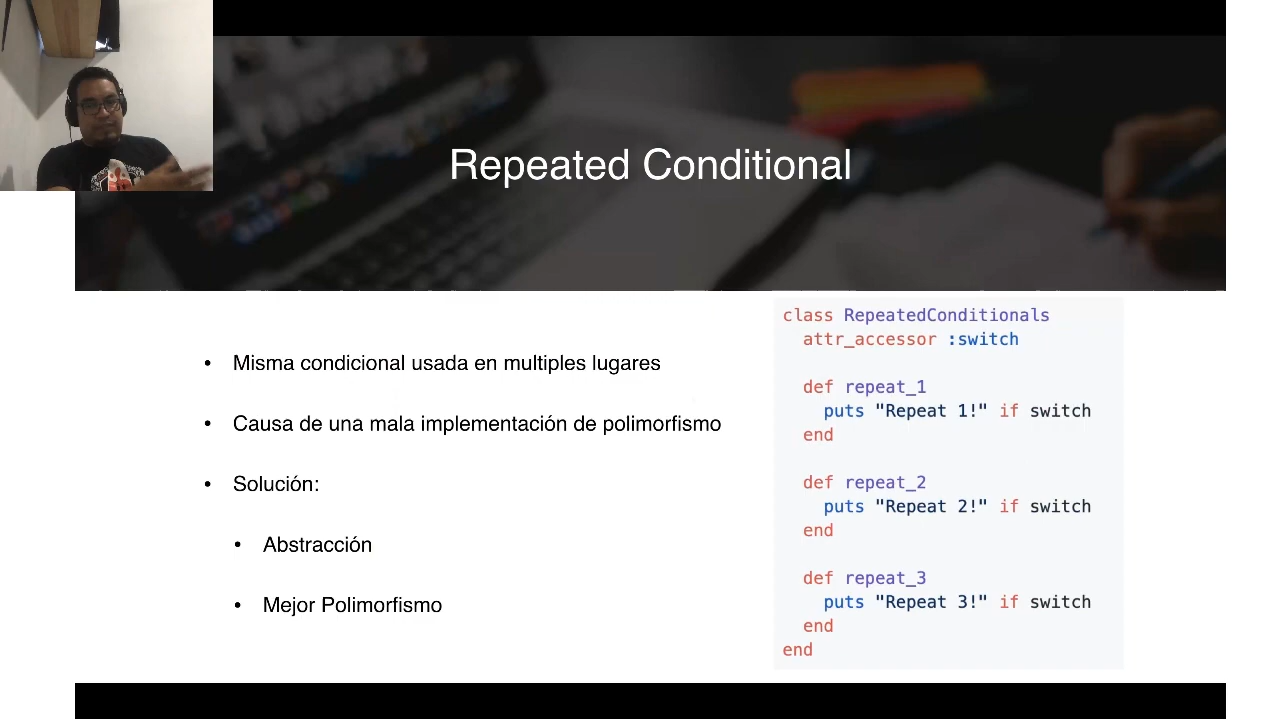 Repeated Conditional
• Misma condicional usada en multiples lugares
• Causa de una mala implementación de polimorfismo
• Solución:
• Abstracción
• Mejor Polimorfismo
class RepeatedConditionals
  attr_accessor :switch

  def repeat_1
    puts "Repeat 1!" if switch
  end

  def repeat_2
    puts "Repeat 2!" if switch
  end

  def repeat_3
    puts "Repeat 3!" if switch
  end
end